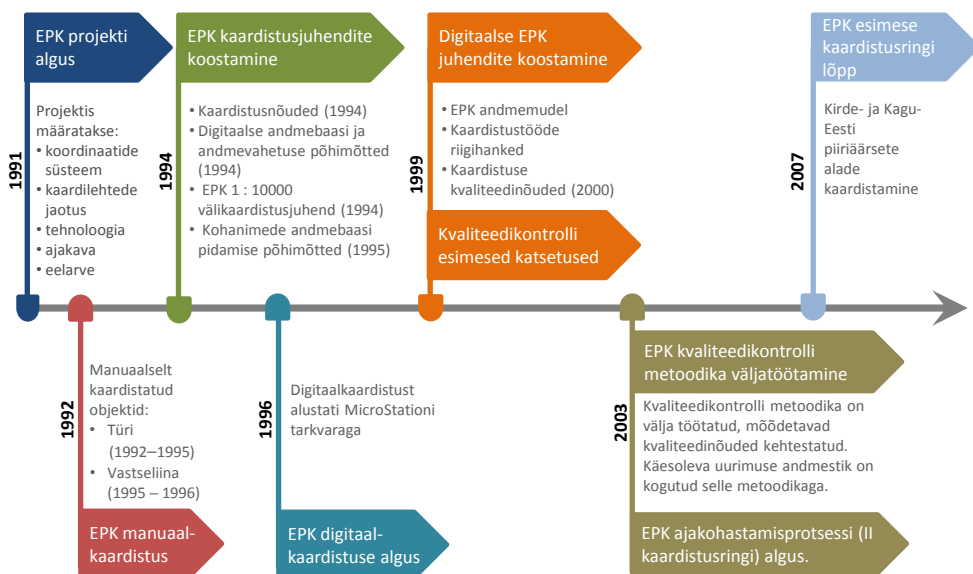 EPK projekti
algus
1991
Projektis
määratakse:
• koordinaatide
süsteem
• kaardilehtede
jaotus
• tehnoloogia
• ajakava
• eelarve
EPK kaardistusjuhendite
koostamine
1994
• Kaardistusnõuded (1994)
• Digitaalse andmebaasi ja
andmevahetuse põhimõtted
(1994)
• EPK 1 : 10000
välikaardistusjuhend (1994)
• Kohanimede andmebaasi
pidamise põhimõtted (1995)
Digitaalse EPK
juhendite koostamine
1999
• EPK andmemudel
• Kaardistustööde
riigihanked
• Kaardistuse
kvaliteedinõuded (2000)
Kvaliteedikontrolli
esimesed katsetused
EPK esimese
kaardistusringi
lõpp
2007
Kirde- ja Kagu-
Eesti
piiriäärsete
alade
kaardistamine
1992
Manuaalselt
kaardistatud
objektid:
• Türi
(1992–1995)
• Vastseliina
(1995 – 1996)
EPK manuaal-
kaardistus
1996
Digitaalkaardistust
alustati MicroStationi
tarkvaraga
EPK digitaal-
kaardistuse algus
2003
EPK kvaliteedikontrolli
metoodika väljatöötamine
Kvaliteedikontrolli metoodika on
välja töötatud, mõõdetavad
kvaliteedinõuded kehtestatud.
Käesoleva uurimuse andmestik on
kogutud selle metoodikaga.
EPK ajakohastamisprotsessi (II
kaardistusringi) algus.